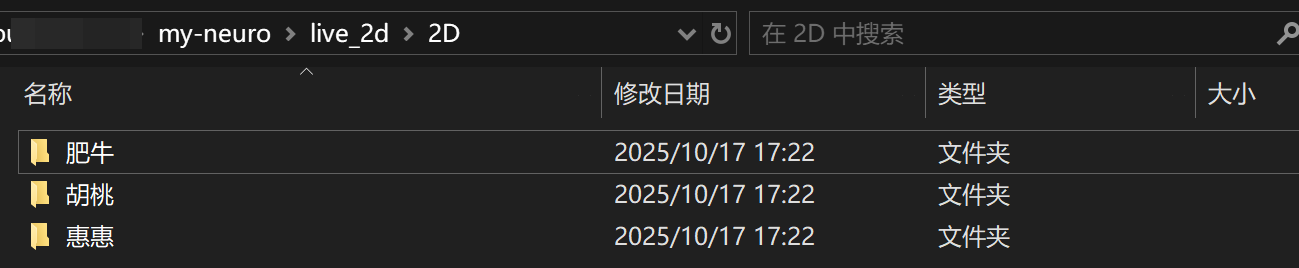 my-neuro > live_2d > 2D 在 2D 中搜索
名称 修改日期 类型 大小
肥牛 2025/10/17 17:22 文件夹
胡桃 2025/10/17 17:22 文件夹
惠惠 2025/10/17 17:22 文件夹